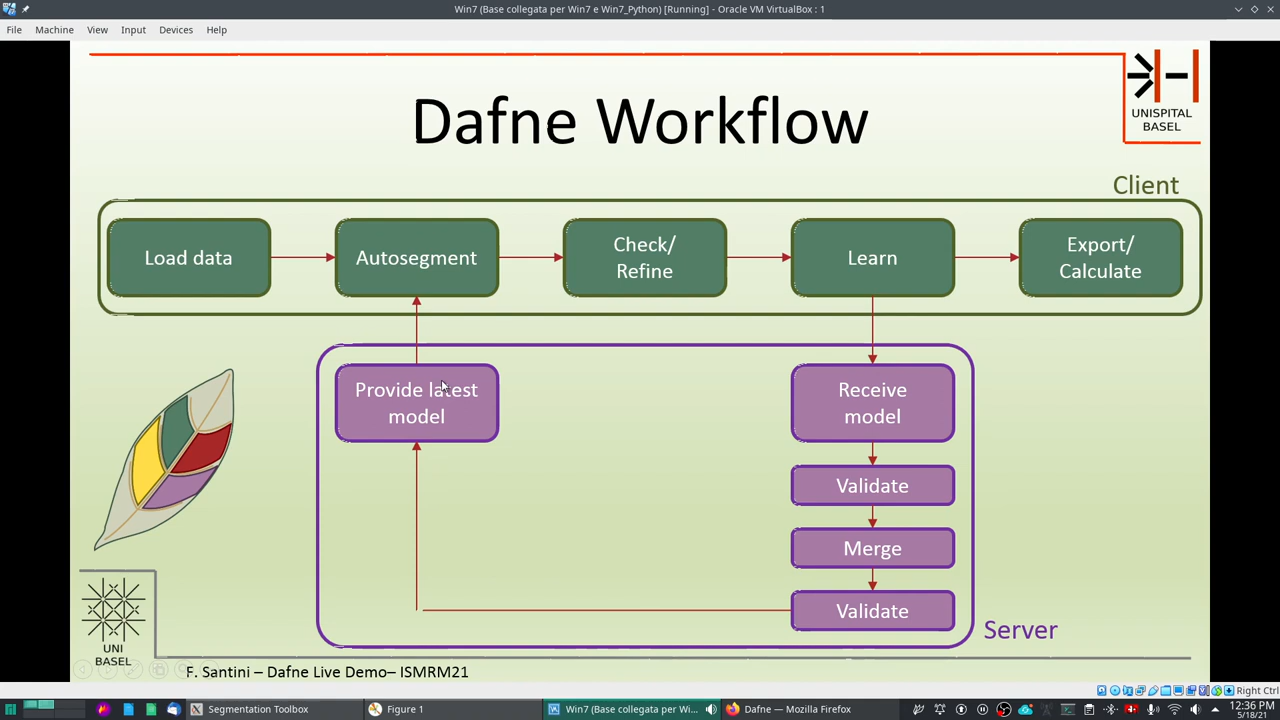 Win7 (Base collegata per Win7 e Win7_Python) [Running] - Oracle VM VirtualBox : 1
File Machine View Input Devices Help
Dafne Workflow
UNISPITAL
BASEL
Client
Load data
Autosegment
Check/
Refine
Learn
Export/
Calculate
Provide latest
model
Receive
model
Validate
Merge
Validate
Server
UNI
BASEL
F. Santini – Dafne Live Demo– ISMRM21
Right Ctrl
Segmentation Toolbox
Figure 1
Win7 (Base collegata per Win7 e Wi...
Dafne — Mozilla Firefox
12:36 PM
5/18/21